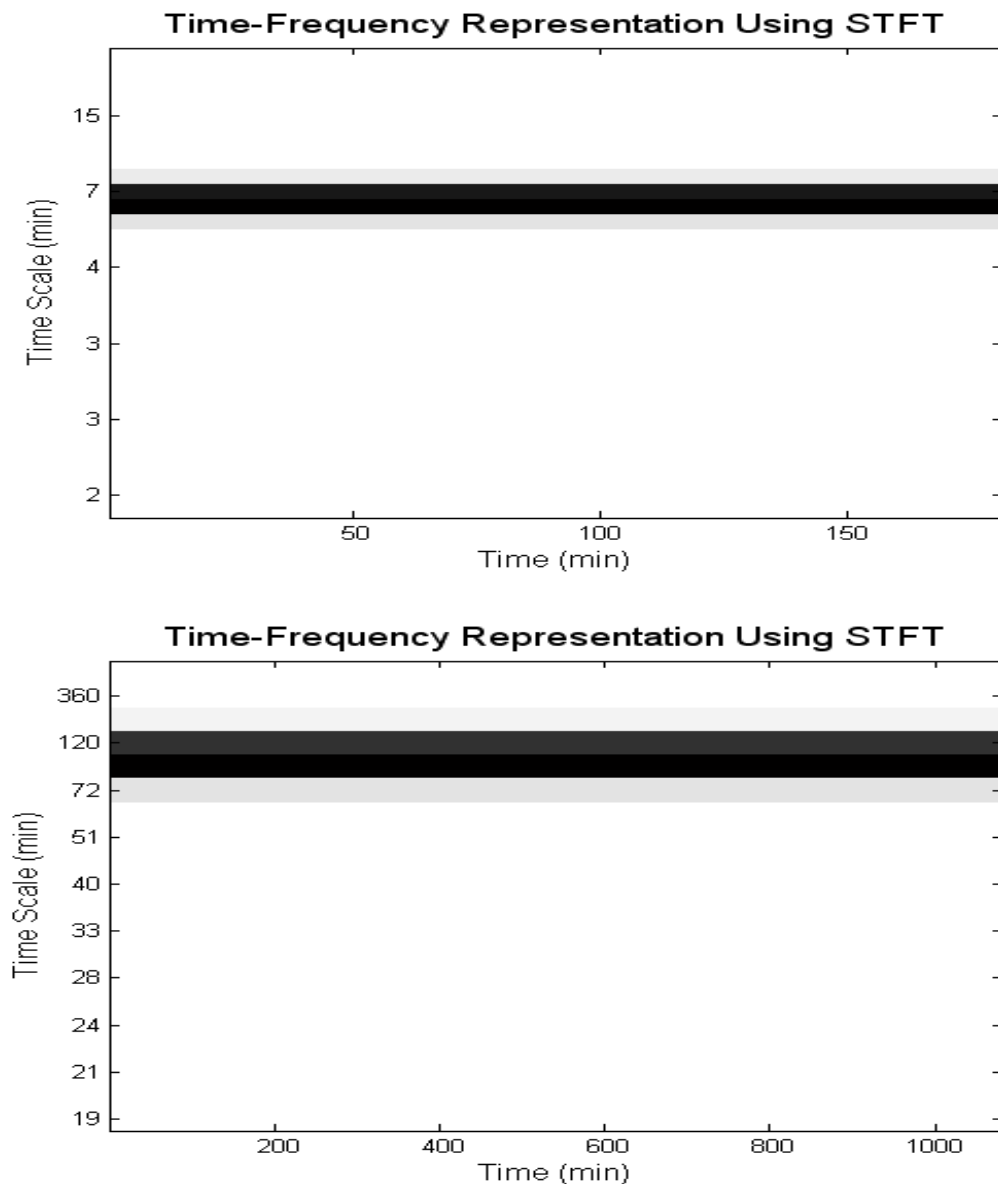 Time-Frequency Representation Using STFT
15
7
4
3
3
2
Time Scale (min)
50 100 150
Time (min)
Time-Frequency Representation Using STFT
360
120
72
51
40
33
28
24
21
19
Time Scale (min)
200 400 600 800 1000
Time (min)